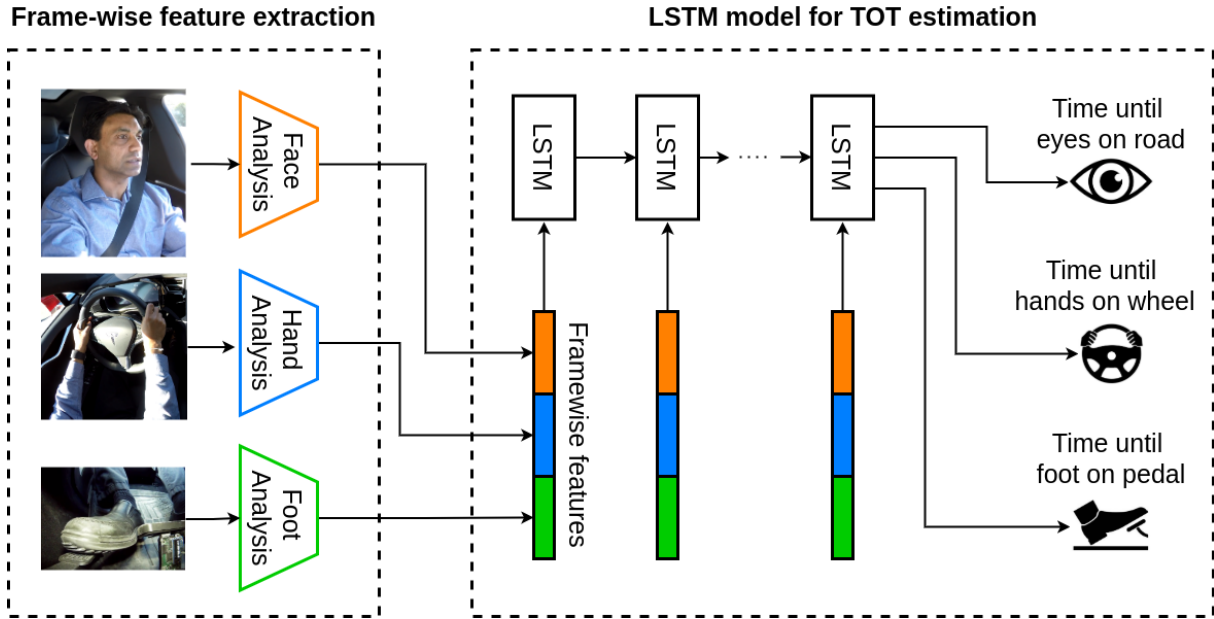 Frame-wise feature extraction
LSTM model for TOT estimation
Face
Analysis
Hand
Analysis
Foot
Analysis
LSTM
LSTM
.....
LSTM
Framewise features
Time until
eyes on road
Time until
hands on wheel
Time until
foot on pedal